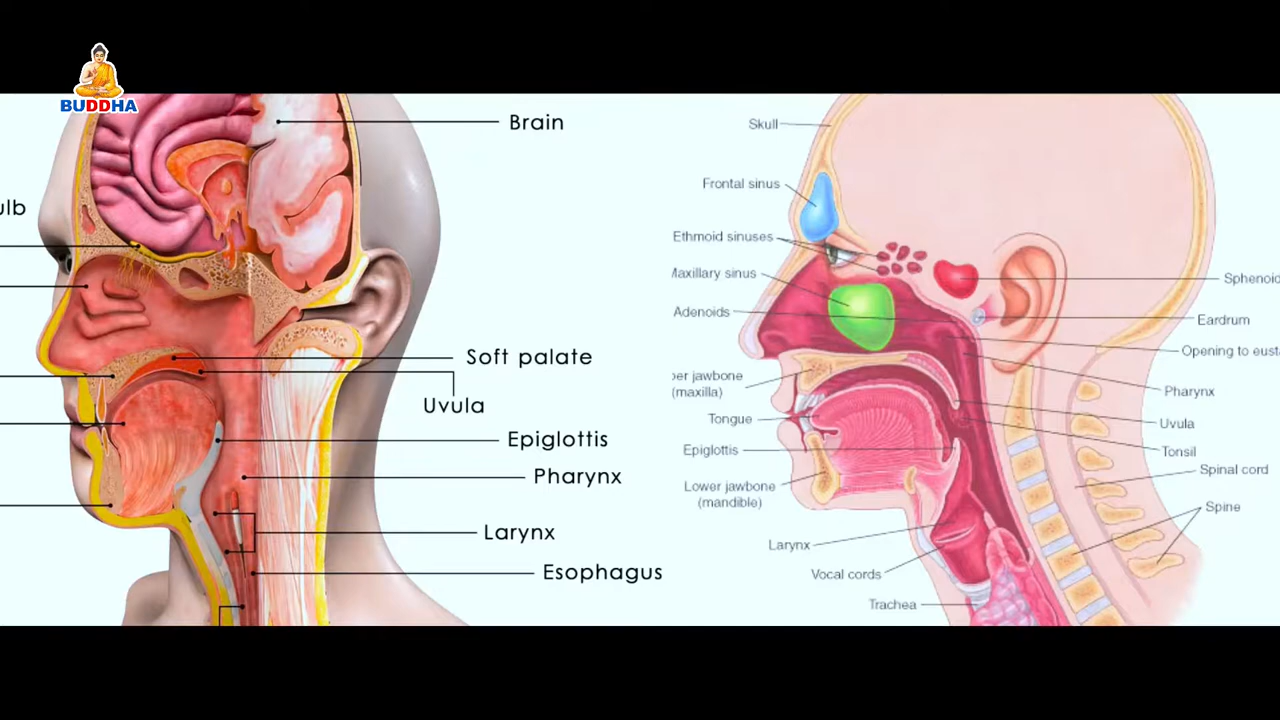 BUDDHA
ulb
Brain
Soft palate
Uvula
Epiglottis
Pharynx
Larynx
Esophagus
Skull
Frontal sinus
Ethmoid sinuses
Maxillary sinus
Adenoids
per jawbone
(maxilla)
Tongue
Epiglottis
Lower jawbone
(mandible)
Larynx
Vocal cords
Trachea
Sphenoid
Eardrum
Opening to eusta
Pharynx
Uvula
Tonsil
Spinal cord
Spine